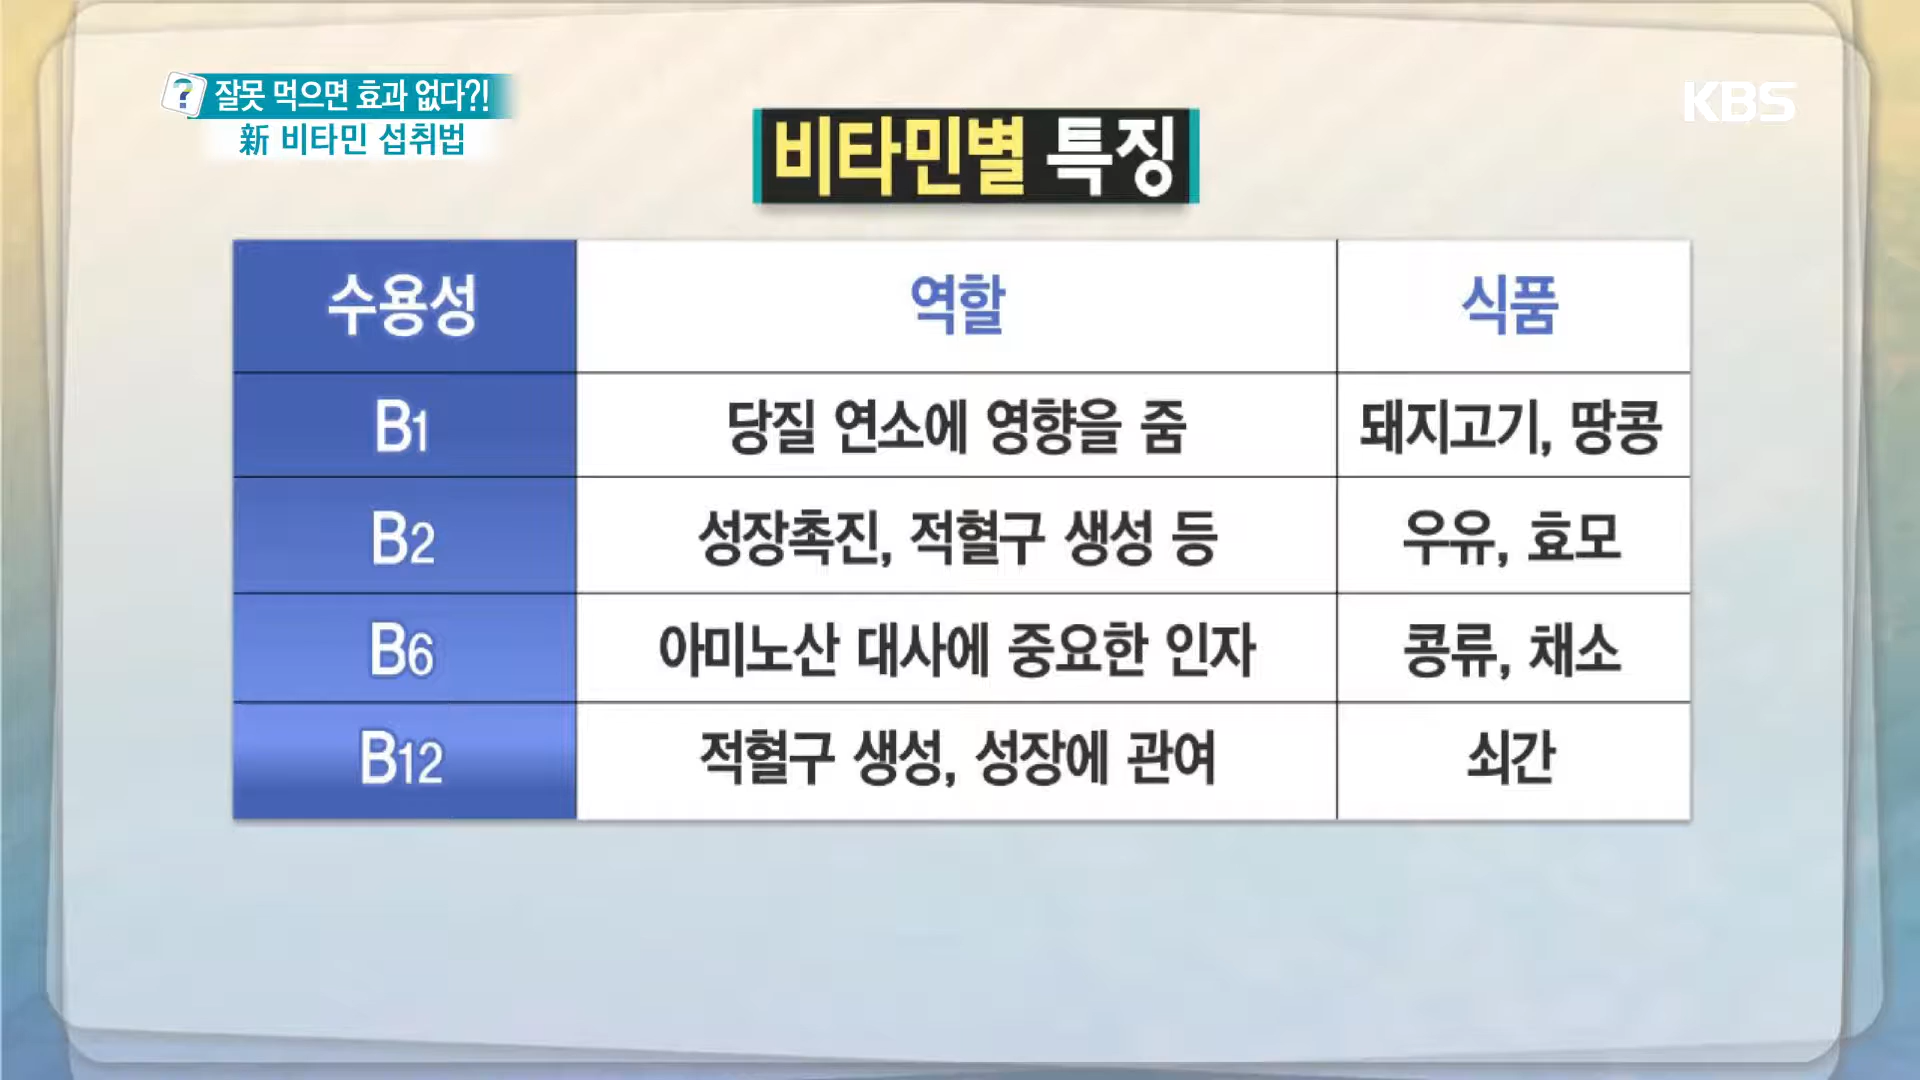 잘못 먹으면 효과 없다?!
新 비타민 섭취법
KBS
비타민별 특징
수용성 역할 식품
B1 당질 연소에 영향을 줌 돼지고기, 땅콩
B2 성장촉진, 적혈구 생성 등 우유, 효모
B6 아미노산 대사에 중요한 인자 콩류, 채소
B12 적혈구 생성, 성장에 관여 쇠간